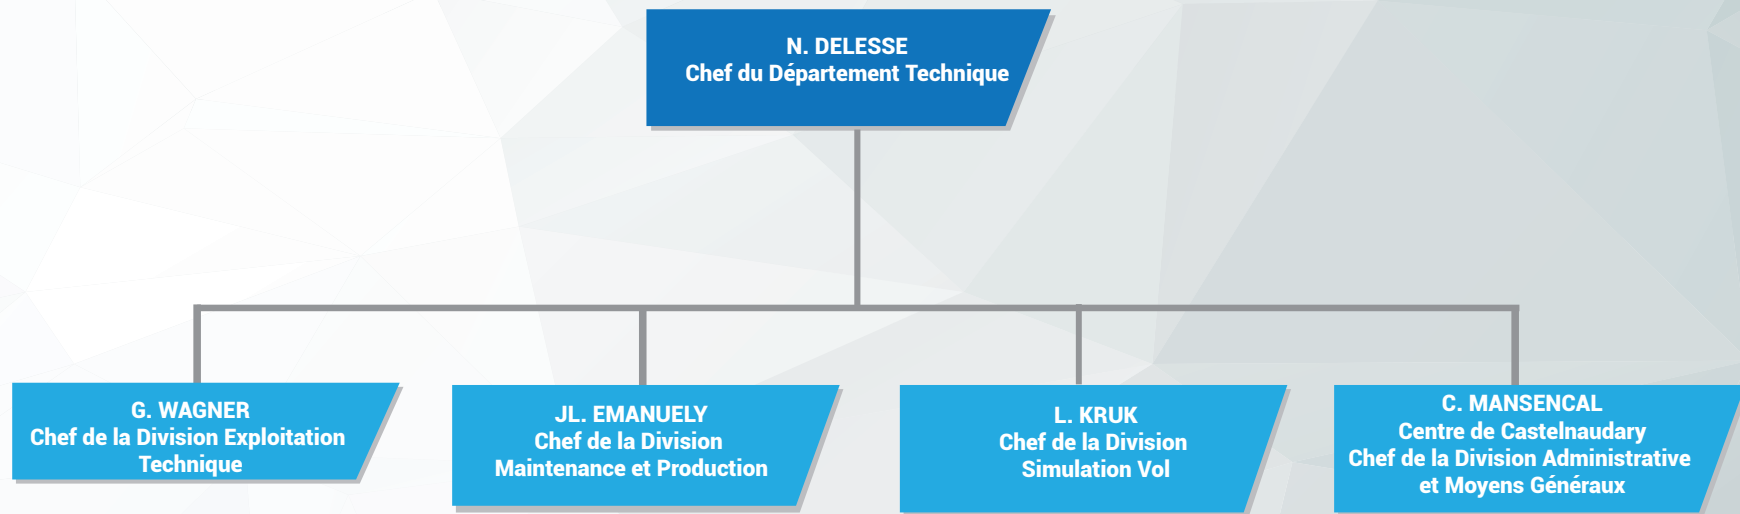 N. DELESSE
Chef du Département Technique
G. WAGNER
Chef de la Division Exploitation
Technique
JL. EMANUELY
Chef de la Division
Maintenance et Production
L. KRUK
Chef de la Division
Simulation Vol
C. MANSENCAL
Centre de Castelnaudary
Chef de la Division Administrative
et Moyens Généraux